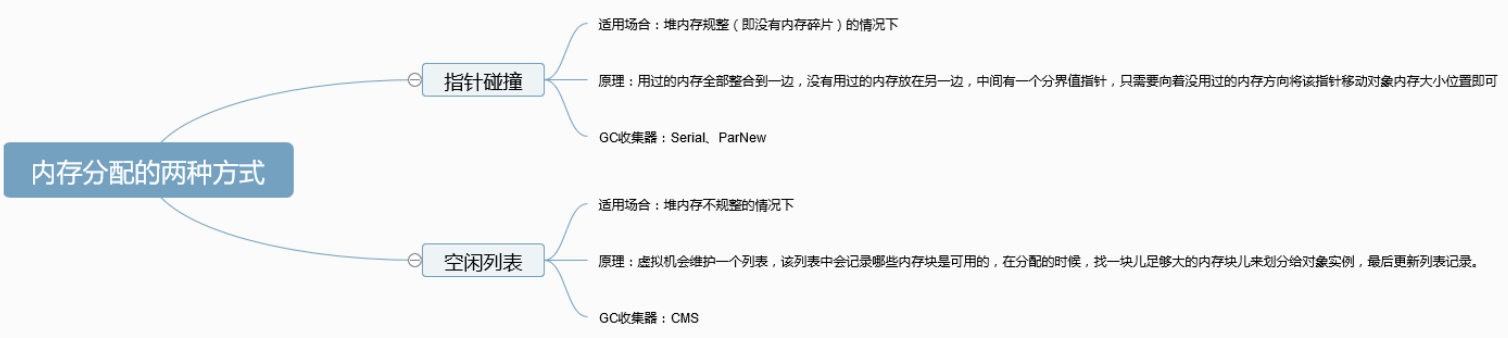 内存分配的两种方式
指针碰撞
适用场合：堆内存规整（即没有内存碎片）的情况下
原理：用过的内存全部整合到一边，没有用过的内存放在另一边，中间有一个分界值指针，只需要向着没用过的内存方向将该指针移动对象内存大小位置即可
GC收集器：Serial、ParNew
空闲列表
适用场合：堆内存不规整的情况下
原理：虚拟机会维护一个列表，该列表中会记录哪些内存块是可用的，在分配的时候，找一块儿足够大的内存块儿来划分给对象实例，最后更新列表记录。
GC收集器：CMS